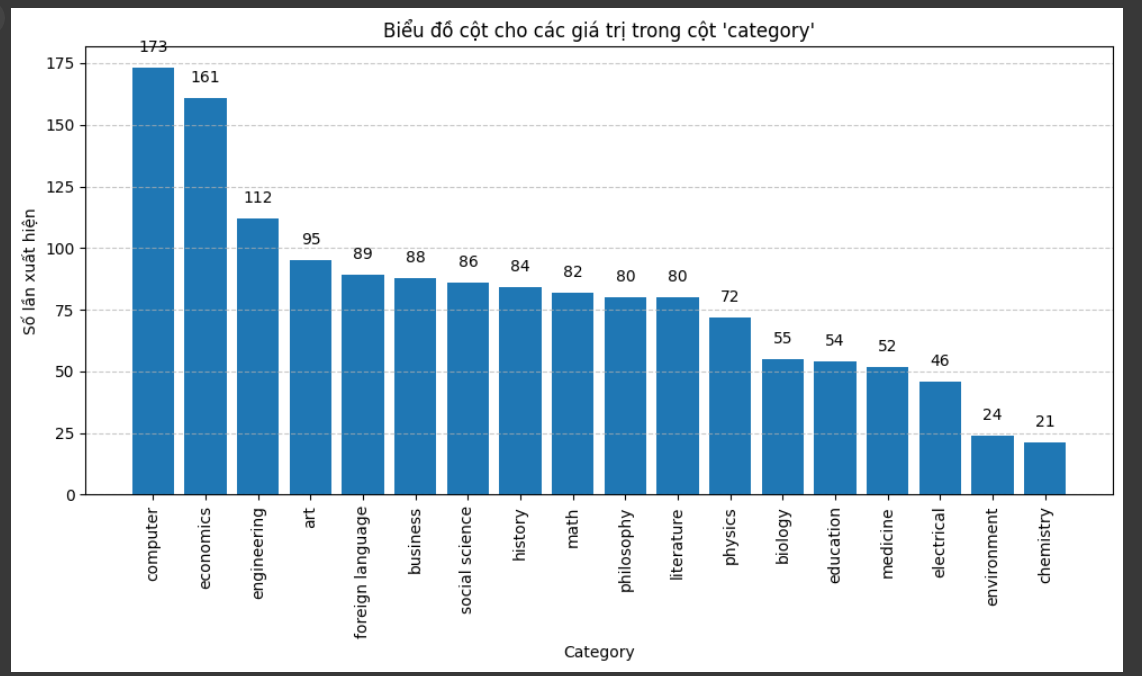 Biểu đồ cột cho các giá trị trong cột 'category'
Số lần xuất hiện
175
150
125
100
75
50
25
0
173
161
112
95
89
88
86
84
82
80
80
72
55
54
52
46
24
21
computer
economics
engineering
art
foreign language
business
social science
history
math
philosophy
literature
physics
biology
education
medicine
electrical
environment
chemistry
Category